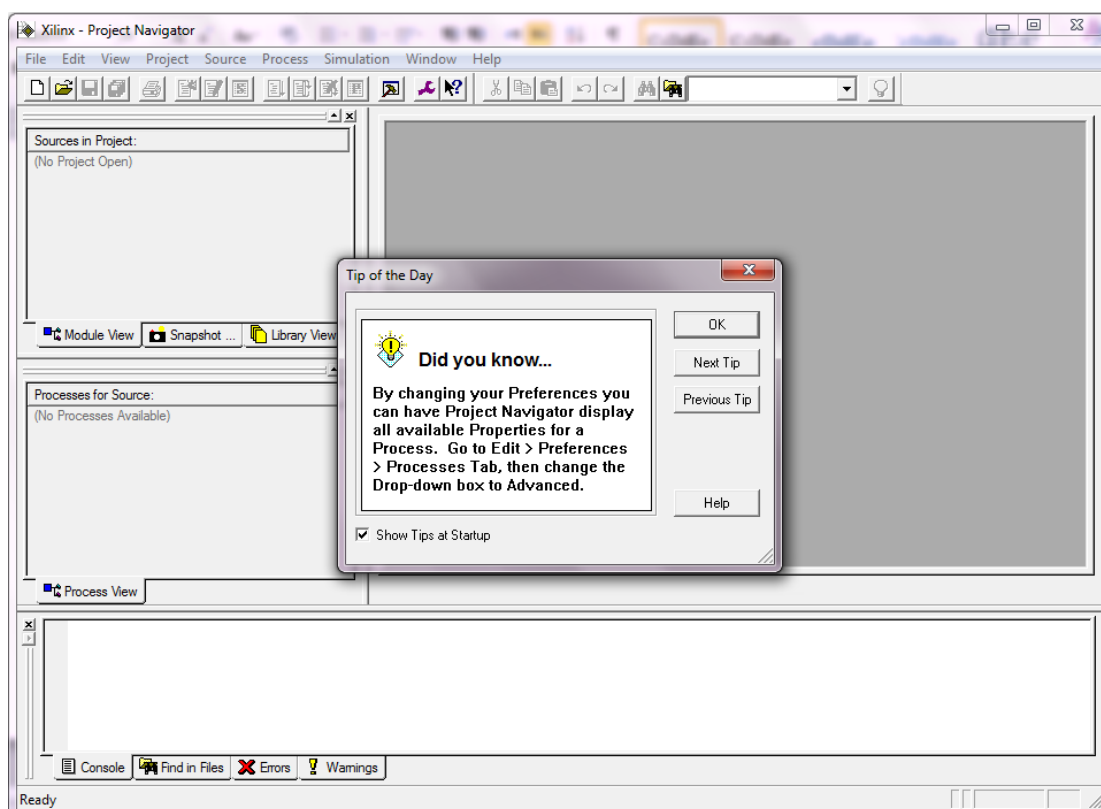 Xilinx - Project Navigator
File Edit View Project Source Process Simulation Window Help
Sources in Project:
(No Project Open)
Module View Snapshot ... Library View
Processes for Source:
(No Processes Available)
Process View
Tip of the Day
Did you know...
By changing your Preferences you
can have Project Navigator display
all available Properties for a
Process. Go to Edit > Preferences
> Processes Tab, then change the
Drop-down box to Advanced.
OK
Next Tip
Previous Tip
Help
Show Tips at Startup
Console Find in Files Errors Warnings
Ready